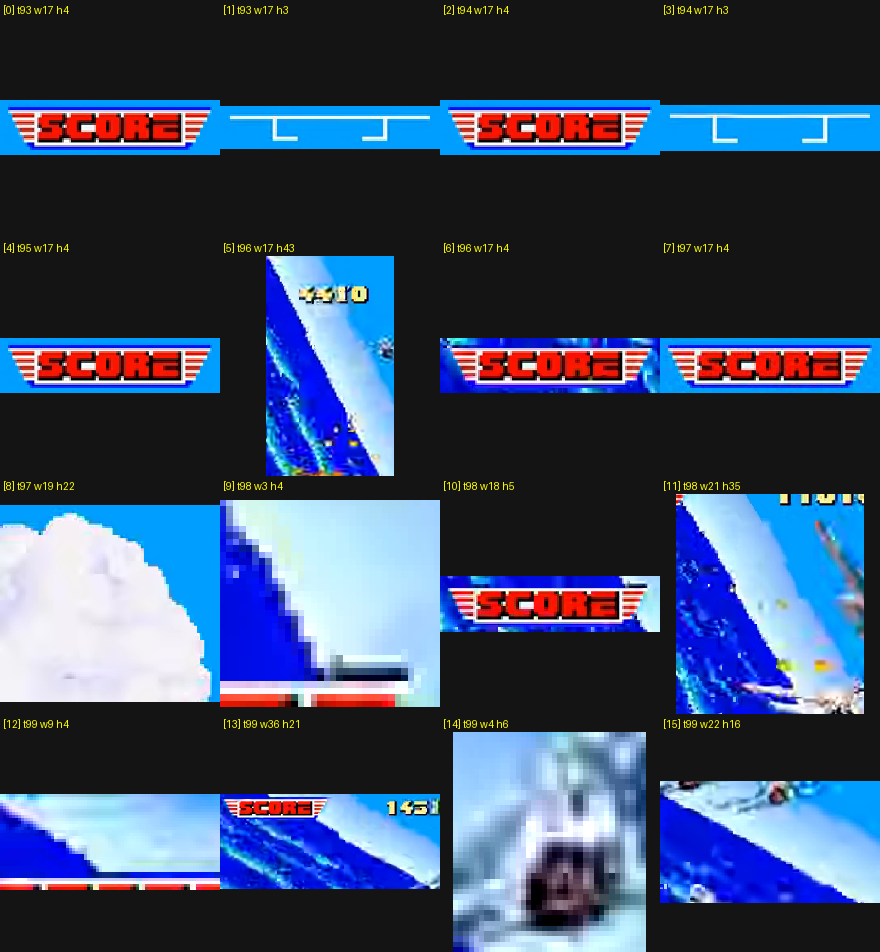 [0] t93 w17 h4
[1] t93 w17 h3
[2] t94 w17 h4
[3] t94 w17 h3
SCORE
SCORE
[4] t95 w17 h4
[5] t96 w17 h43
[6] t96 w17 h4
[7] t97 w17 h4
4410
SCORE
SCORE
SCORE
[8] t97 w19 h22
[9] t98 w3 h4
[10] t98 w18 h5
[11] t98 w21 h35
SCORE
[12] t99 w9 h4
[13] t99 w36 h21
[14] t99 w4 h6
[15] t99 w22 h16
SCORE